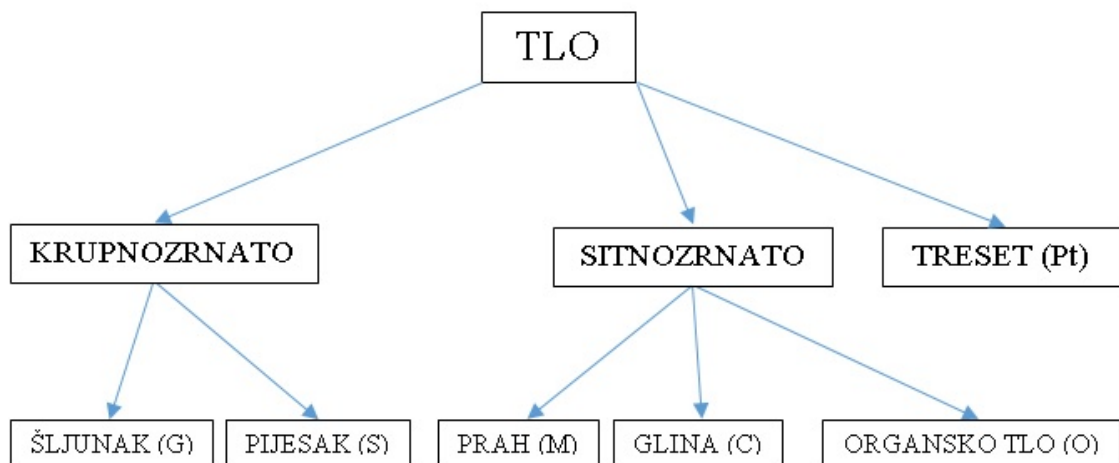 TLO
KRUPNOZRNATO
SITNOZRNATO
TRESET (Pt)
ŠLJUNAK (G)
PIJESAK (S)
PRAH (M)
GLINA (C)
ORGANSKO TLO (O)